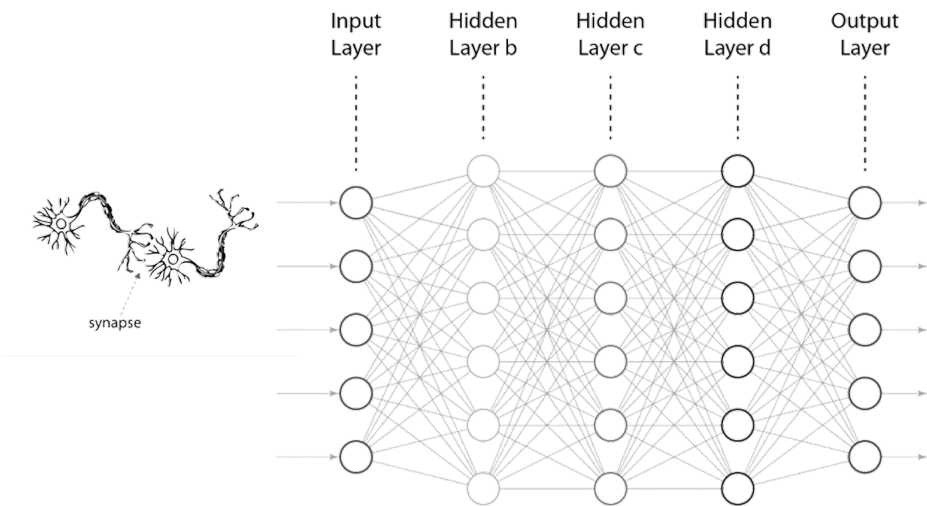 Input
Layer
Hidden
Layer b
Hidden
Layer c
Hidden
Layer d
Output
Layer
synapse